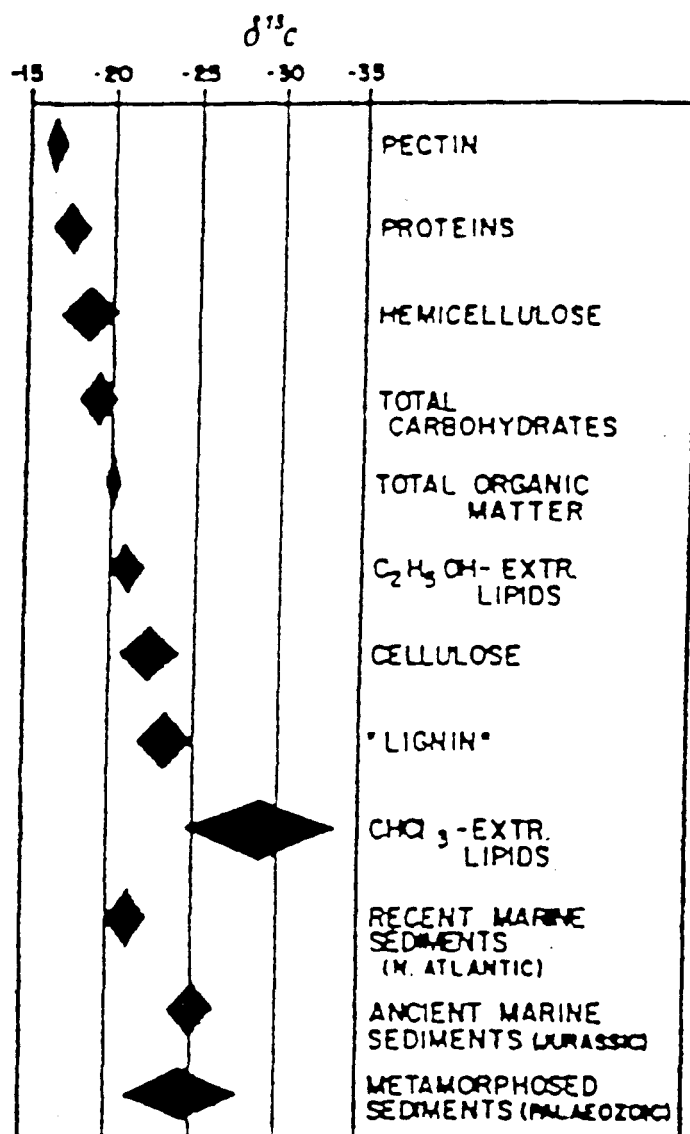 δ¹³C
-15 -20 -25 -30 -35
PECTIN
PROTEINS
HEMICELLULOSE
TOTAL
CARBOHYDRATES
TOTAL ORGANIC
MATTER
C₂H₅OH- EXTR.
LIPIDS
CELLULOSE
"LIGNIN"
CHCl₃-EXTR.
LIPIDS
RECENT MARINE
SEDIMENTS
(N. ATLANTIC)
ANCIENT MARINE
SEDIMENTS (JURASSIC)
METAMORPHOSED
SEDIMENTS (PALAEOZOIC)